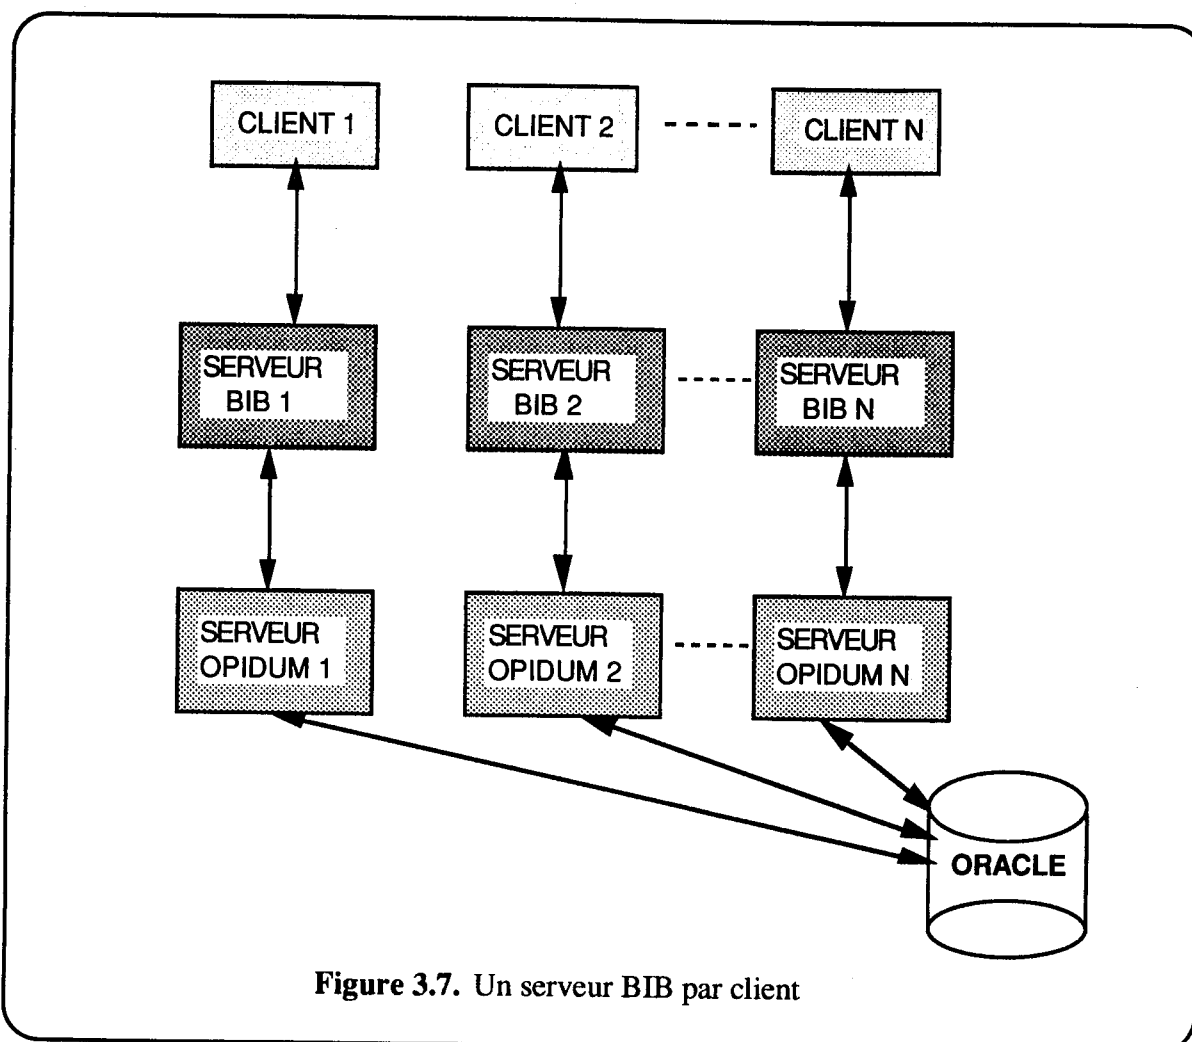 CLIENT 1
CLIENT 2
CLIENT N
SERVEUR
BIB 1
SERVEUR
BIB 2
SERVEUR
BIB N
SERVEUR
OPIDUM 1
SERVEUR
OPIDUM 2
SERVEUR
OPIDUM N
ORACLE
Figure 3.7. Un serveur BIB par client